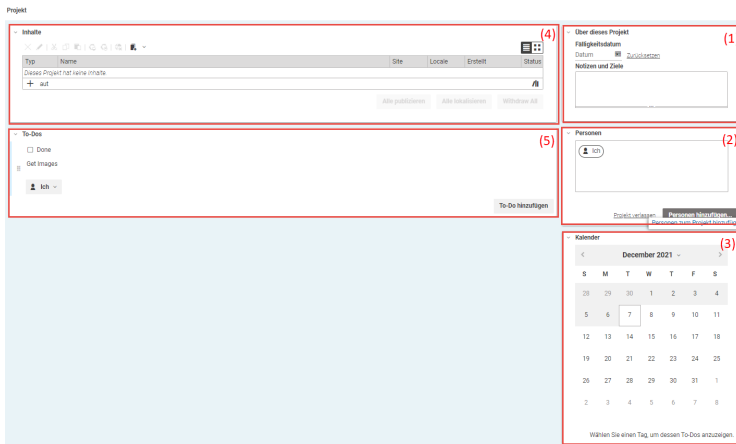 Projekt
Inhalte
(4)
Typ Name Site Locale Erstellt Status
Dieses Projekt hat keine Inhalte
aut
Alle publizieren Alle lokalisieren Withdraw All
To-Dos
(5)
Done
Get Images
Ich
To-Do hinzufügen
Über dieses Projekt
(1
Fälligkeitsdatum
Datum Zurücksetzen
Notizen und Ziele
Personen
(2)
Ich
Projekt verlassen Personen hinzufügen...
Personen zum Projekt hinzufüg
Kalender
(3)
December 2021
S M T W T F S
28 29 30 1 2 3 4
5 6 7 8 9 10 11
12 13 14 15 16 17 18
19 20 21 22 23 24 25
26 27 28 29 30 31 1
2 3 4 5 6 7 8
Wählen Sie einen Tag, um dessen To-Dos anzuzeigen.